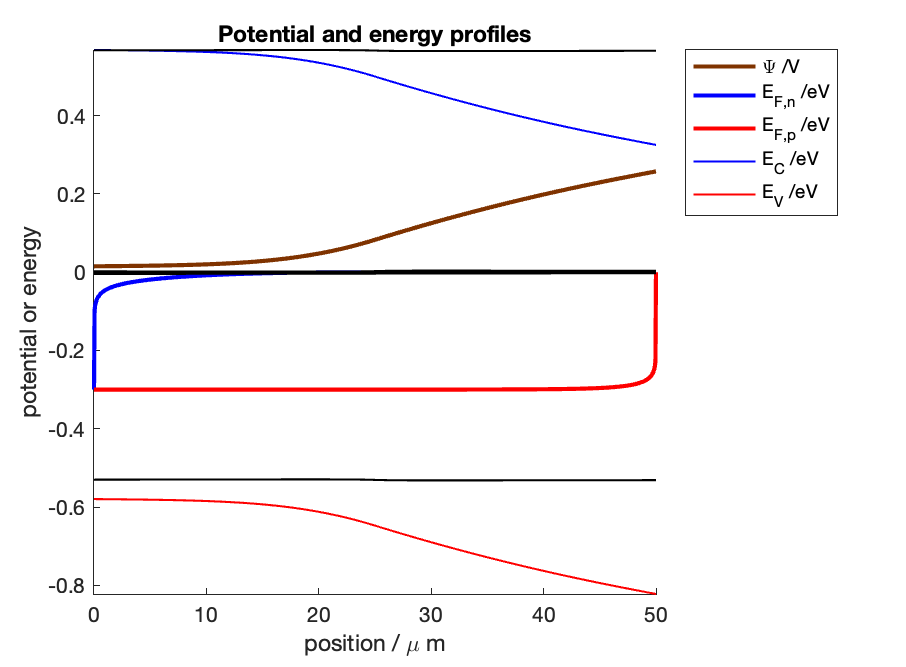 Potential and energy profiles
Ψ /V
E_F,n /eV
E_F,p /eV
E_C /eV
E_V /eV
potential or energy
0.4
0.2
0
-0.2
-0.4
-0.6
-0.8
0 10 20 30 40 50
position / μ m